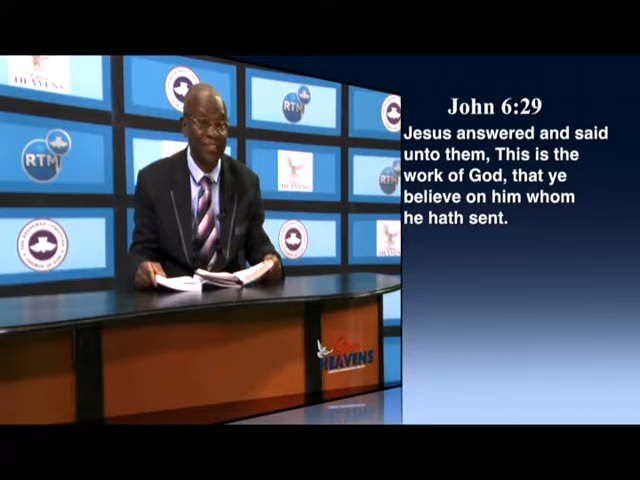 John 6:29
Jesus answered and said
unto them, This is the
work of God, that ye
believe on him whom
he hath sent.
HEAVENS
RTM
RTM
RTM
HEAVENS